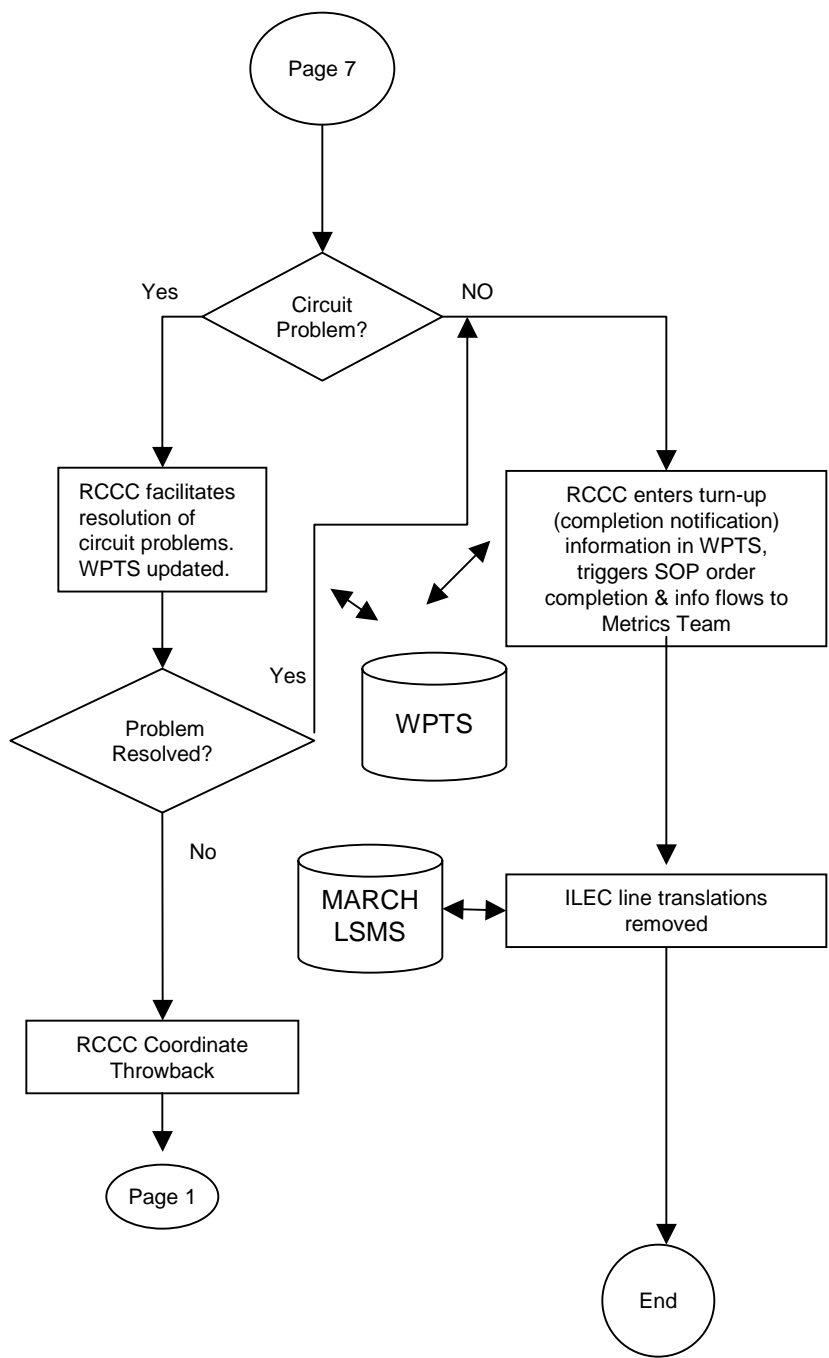 Page 7
Yes
NO
Circuit
Problem?
RCCC facilitates
resolution of
circuit problems.
WPTS updated.
RCCC enters turn-up
(completion notification)
information in WPTS,
triggers SOP order
completion & info flows to
Metrics Team
Yes
Problem
Resolved?
WPTS
No
MARCH
LSMS
ILEC line translations
removed
RCCC Coordinate
Throwback
Page 1
End